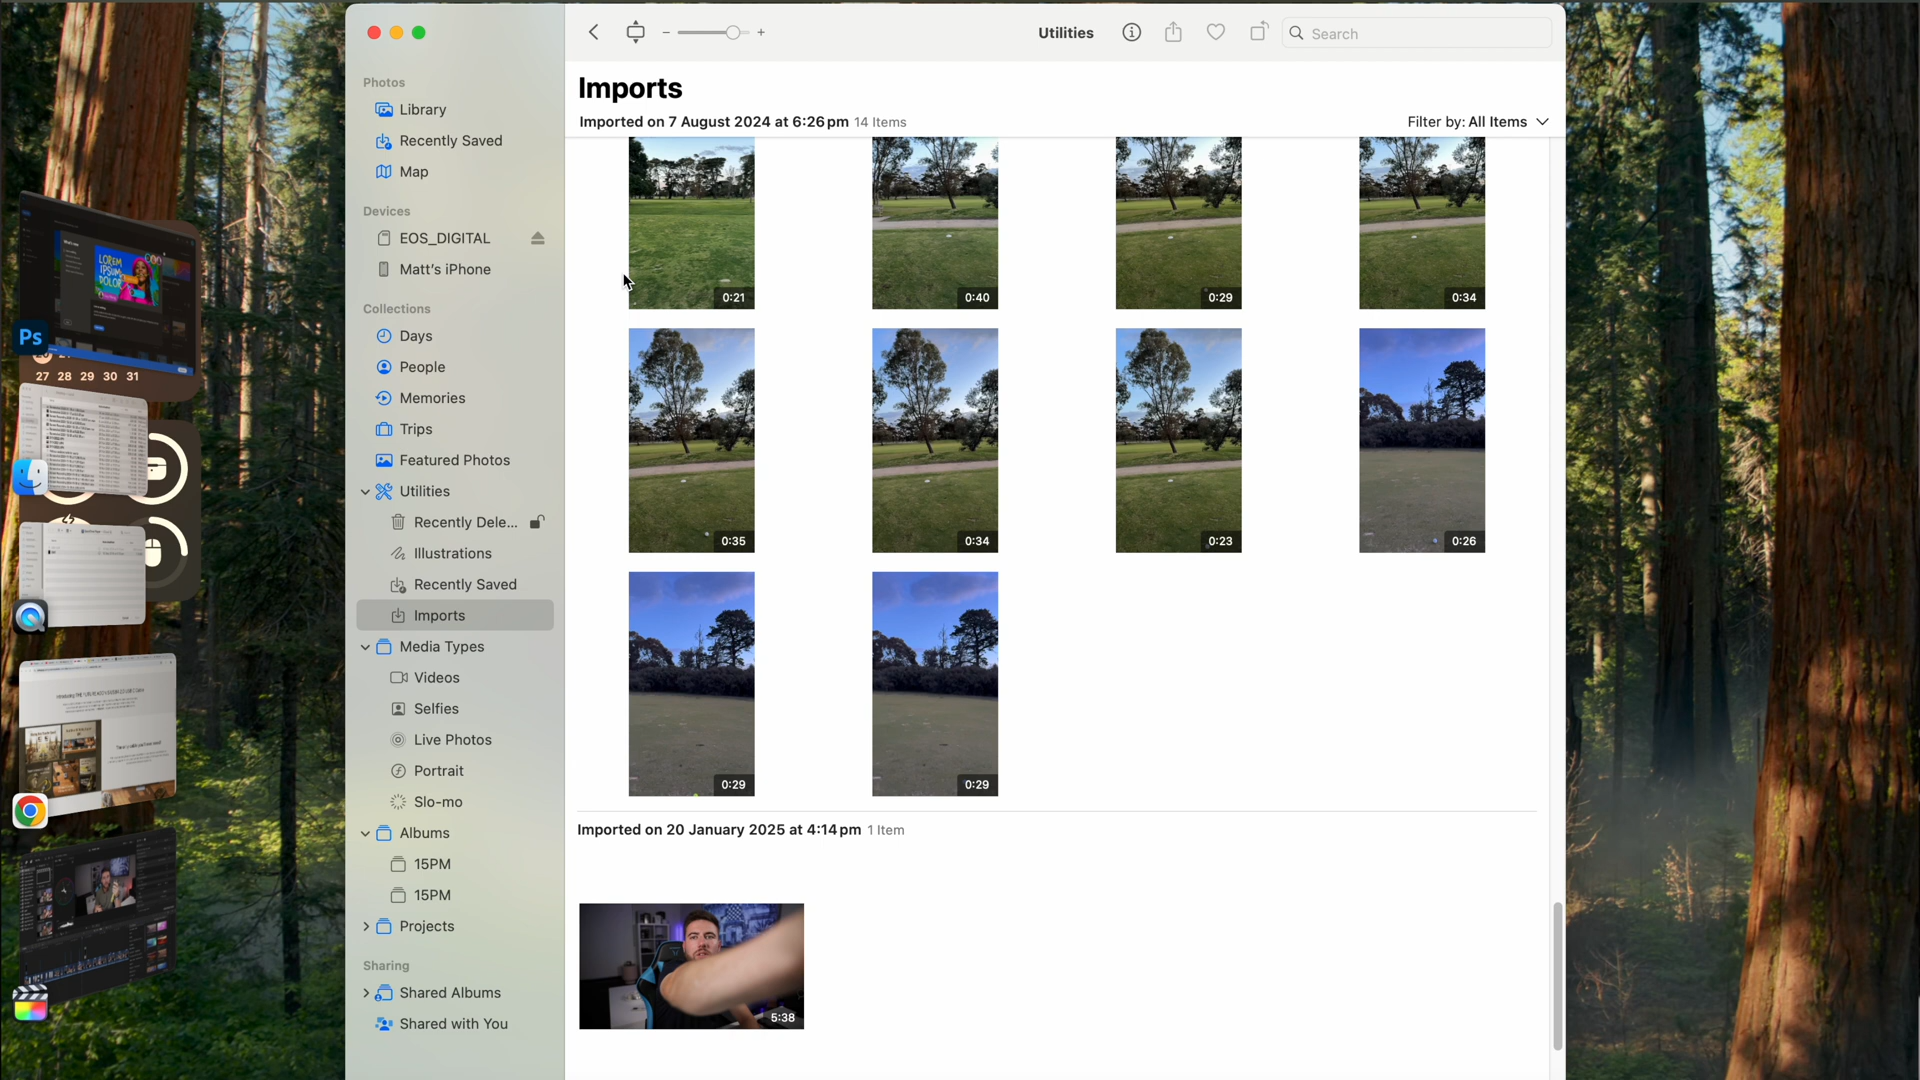 Utilities
Search
Photos
Library
Recently Saved
Map
Devices
EOS_DIGITAL
Matt's iPhone
Collections
Days
People
Memories
Trips
Featured Photos
Utilities
Recently Dele...
Illustrations
Recently Saved
Imports
Media Types
Videos
Selfies
Live Photos
Portrait
Slo-mo
Albums
15PM
15PM
Projects
Sharing
Shared Albums
Shared with You
Imports
Imported on 7 August 2024 at 6:26 pm 14 Items
Filter by: All Items
0:21
0:40
0:29
0:34
0:35
0:34
0:23
0:26
0:29
0:29
Imported on 20 January 2025 at 4:14 pm 1 Item
5:38
LOREM
IPSUM
DOLOR
Ps
27 28 29 30 31